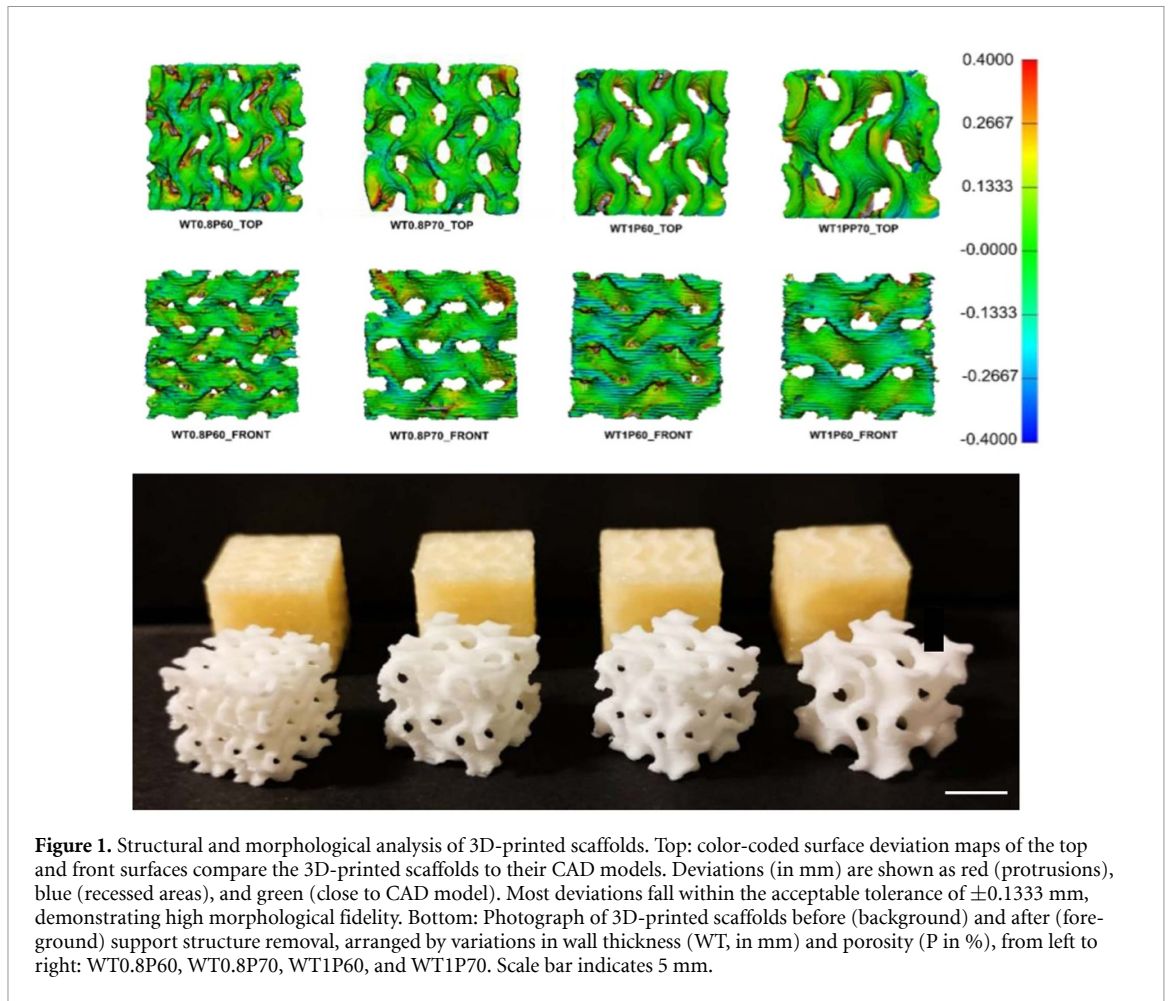 0.4000
0.2667
0.1333
-0.0000
-0.1333
-0.2667
-0.4000
WT0.8P60_TOP
WT0.8P70_TOP
WT1P60_TOP
WT1PP70_TOP
WT0.8P60_FRONT
WT0.8P70_FRONT
WT1P60_FRONT
WT1P60_FRONT
Figure 1. Structural and morphological analysis of 3D-printed scaffolds. Top: color-coded surface deviation maps of the top
and front surfaces compare the 3D-printed scaffolds to their CAD models. Deviations (in mm) are shown as red (protrusions),
blue (recessed areas), and green (close to CAD model). Most deviations fall within the acceptable tolerance of ±0.1333 mm,
demonstrating high morphological fidelity. Bottom: Photograph of 3D-printed scaffolds before (background) and after (fore-
ground) support structure removal, arranged by variations in wall thickness (WT, in mm) and porosity (P in %), from left to
right: WT0.8P60, WT0.8P70, WT1P60, and WT1P70. Scale bar indicates 5 mm.